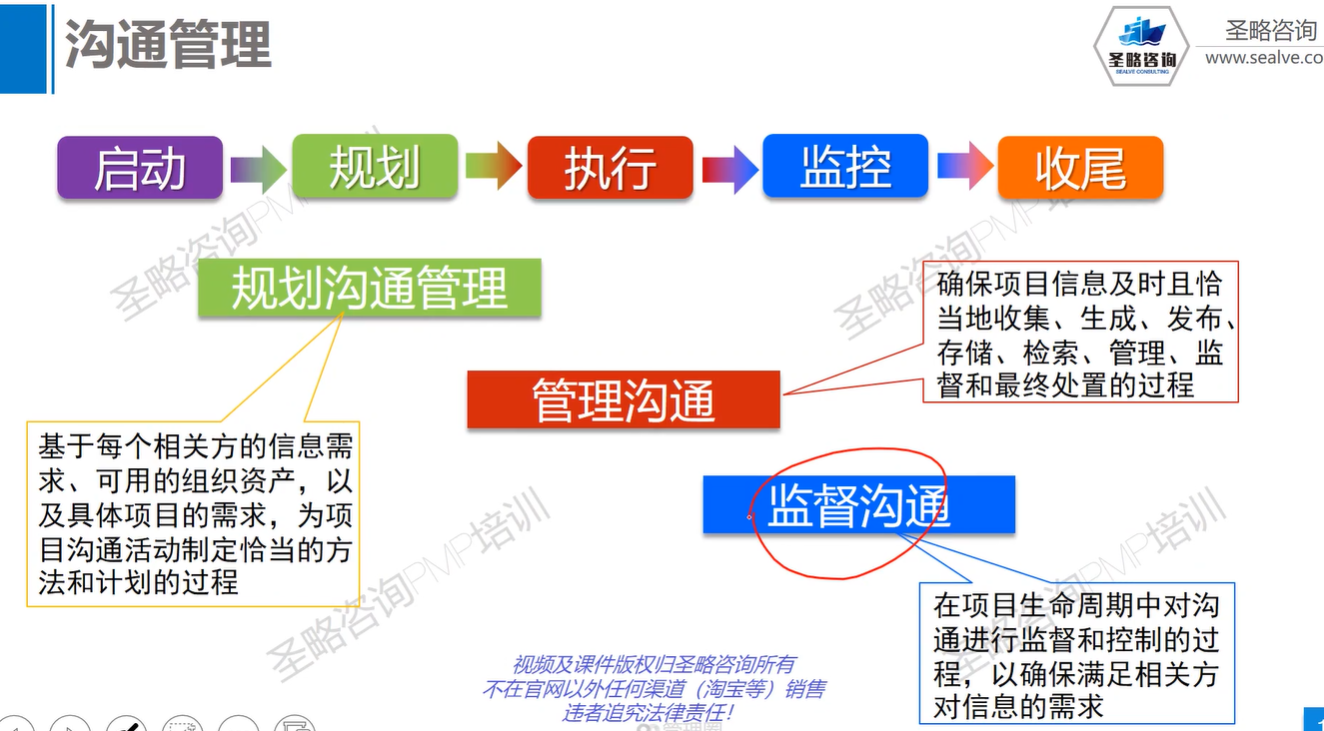 沟通管理
圣略咨询
SEALVE CONSULTING
圣略咨询
www.sealve.co
启动
规划
执行
监控
收尾
规划沟通管理
确保项目信息及时且恰
当地收集、生成、发布、
存储、检索、管理、监
督和最终处置的过程
管理沟通
基于每个相关方的信息需
求、可用的组织资产，以
及具体项目的需求，为项
目沟通活动制定恰当的方
法和计划的过程
监督沟通
在项目生命周期中对沟
通进行监督和控制的过
程，以确保满足相关方
对信息的需求
圣略咨询PMP培训
圣略咨询PMP培训
圣略咨询PMP培训
圣略咨询PMP培训
视频及课件版权归圣略咨询所有
不在官网以外任何渠道（淘宝等）销售
违者追究法律责任！